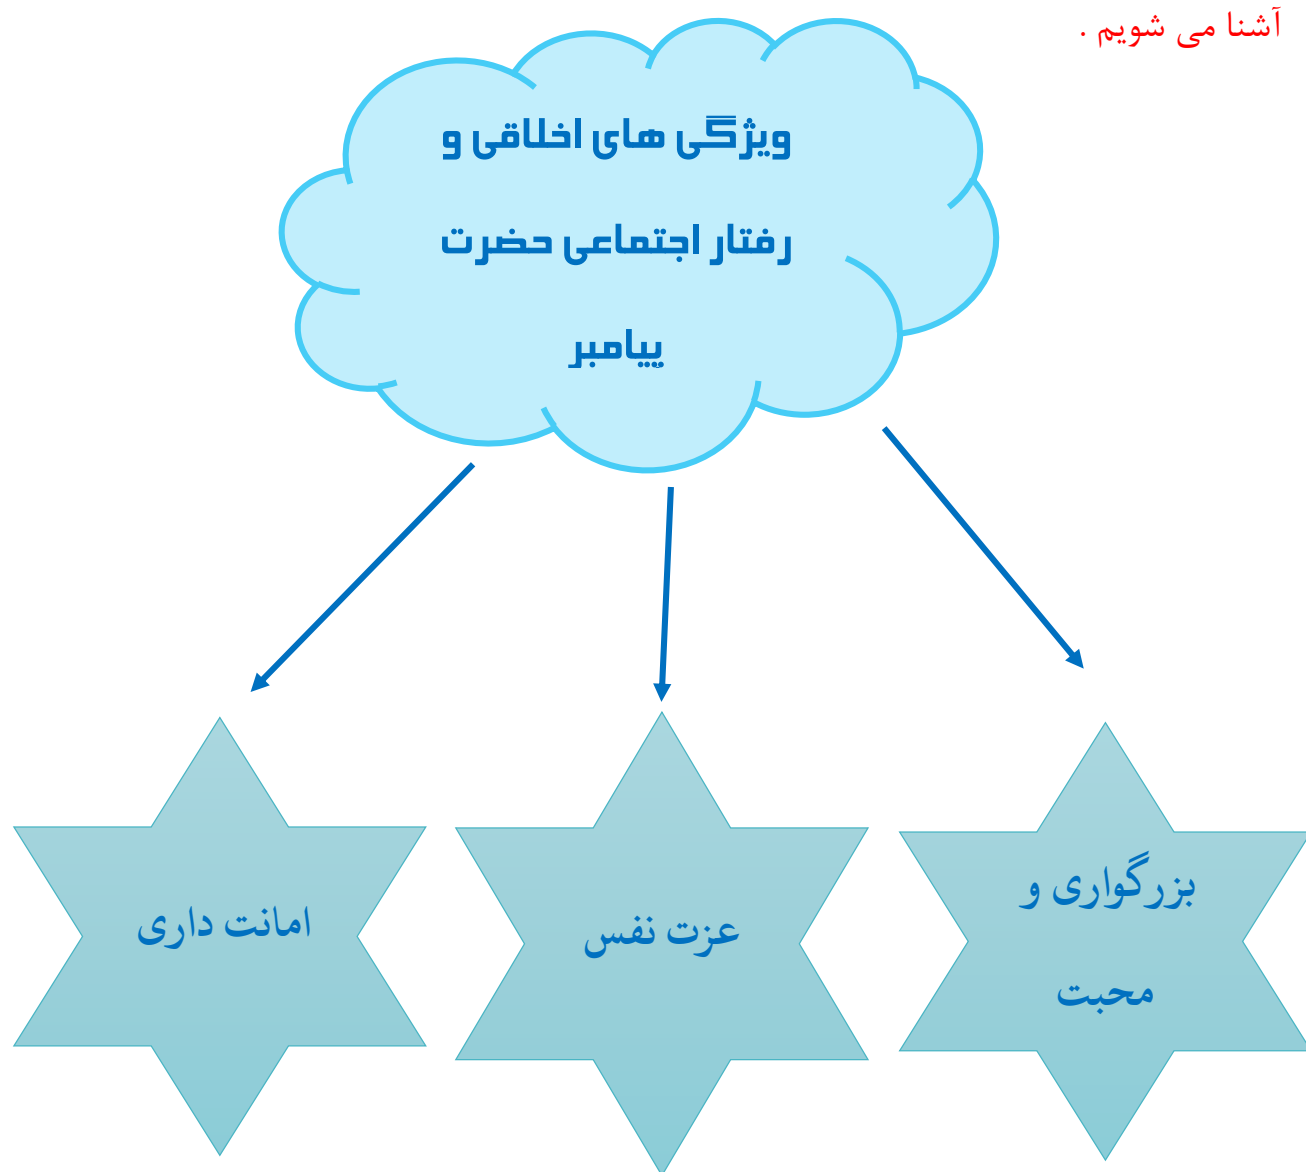 آشنا می شویم .
ویژگی های اخلاقی و
رفتار اجتماعی حضرت
پیامبر
بزرگواری و
محبت
عزت نفس
امانت داری